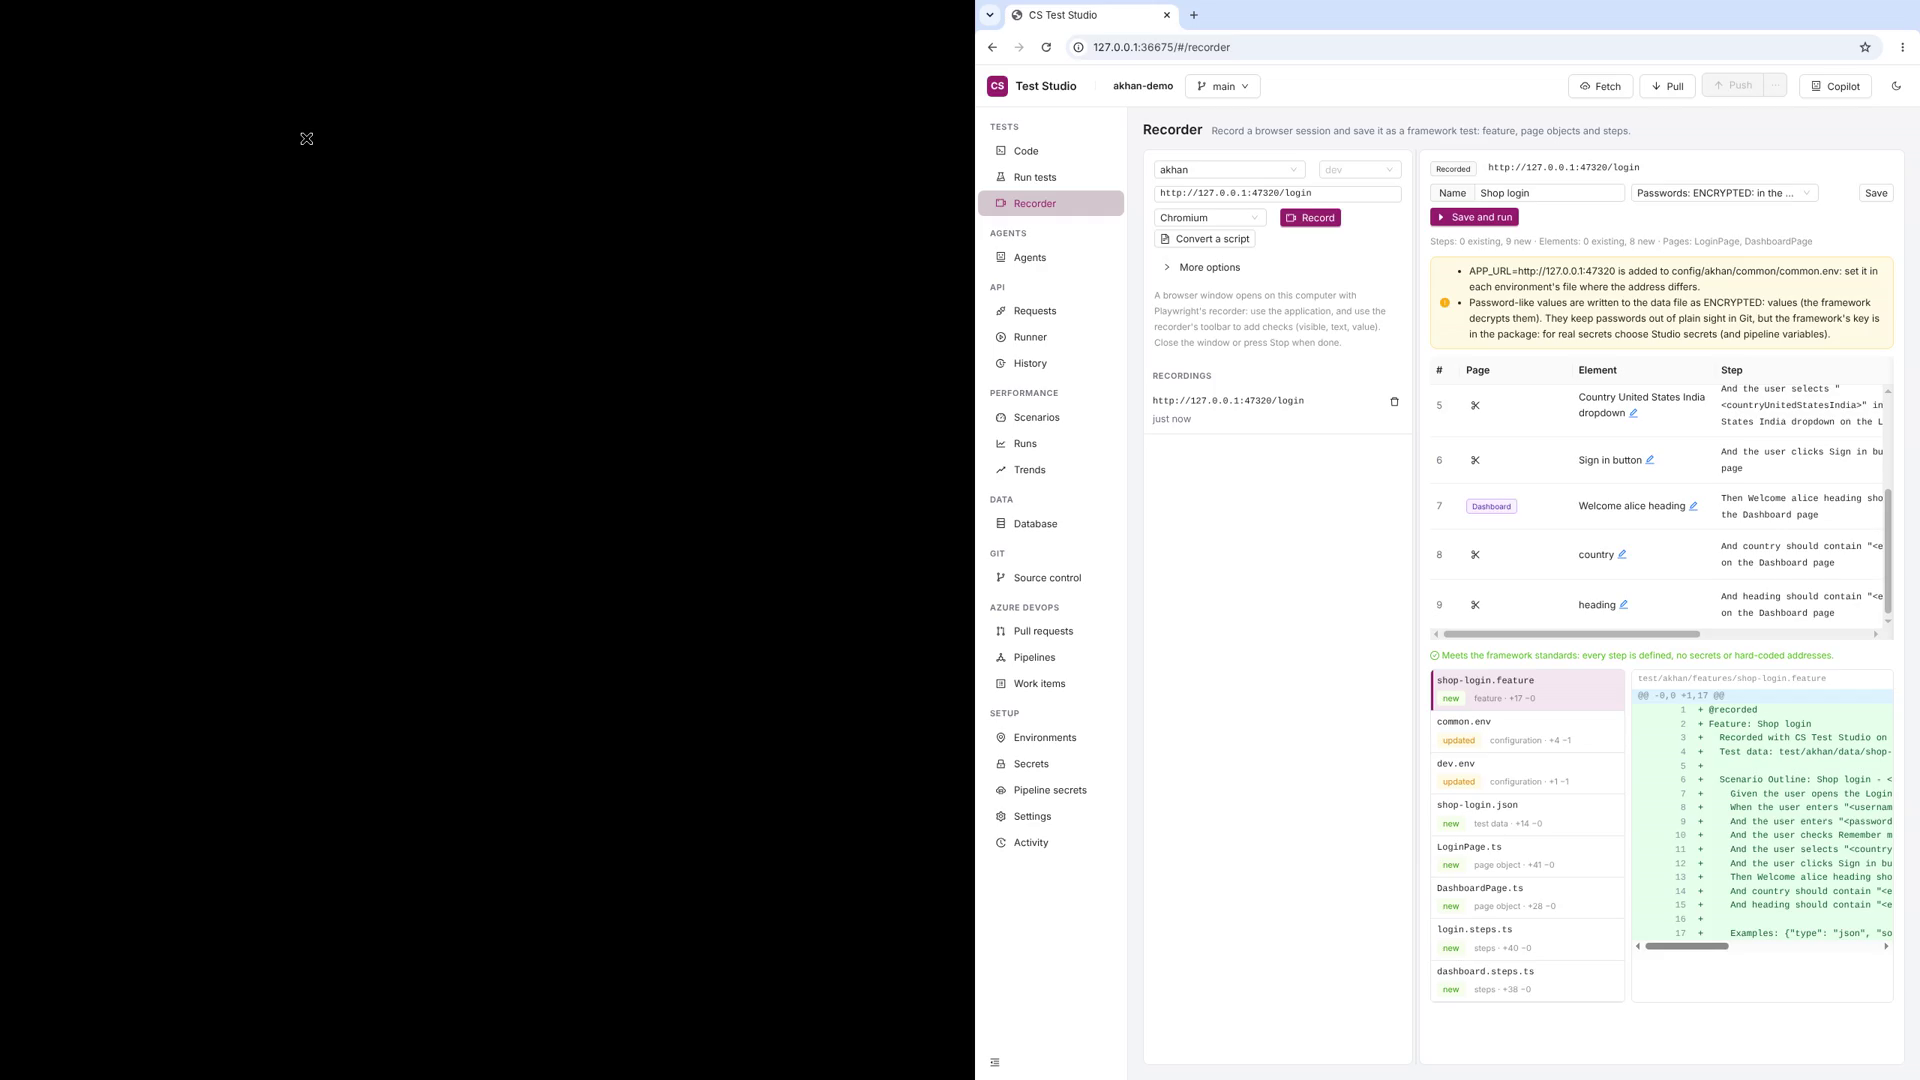 CS Test Studio
127.0.0.1:36675/#/recorder
CS Test Studio akhan-demo main Fetch Pull Push ... Copilot
TESTS
Code
Run tests
Recorder
AGENTS
Agents
API
Requests
Runner
History
PERFORMANCE
Scenarios
Runs
Trends
DATA
Database
GIT
Source control
AZURE DEVOPS
Pull requests
Pipelines
Work items
SETUP
Environments
Secrets
Pipeline secrets
Settings
Activity
Recorder Record a browser session and save it as a framework test: feature, page objects and steps.
akhan dev
http://127.0.0.1:47320/login
Chromium Record
Convert a script
More options
A browser window opens on this computer with
Playwright's recorder: use the application, and use the
recorder's toolbar to add checks (visible, text, value).
Close the window or press Stop when done.
RECORDINGS
http://127.0.0.1:47320/login
just now
Recorded http://127.0.0.1:47320/login
Name Shop login Passwords: ENCRYPTED: in the ... Save
Save and run
Steps: 0 existing, 9 new · Elements: 0 existing, 8 new · Pages: LoginPage, DashboardPage
• APP_URL=http://127.0.0.1:47320 is added to config/akhan/common/common.env: set it in
each environment's file where the address differs.
• Password-like values are written to the data file as ENCRYPTED: values (the framework
decrypts them). They keep passwords out of plain sight in Git, but the framework's key is
in the package: for real secrets choose Studio secrets (and pipeline variables).
# Page Element Step
And the user selects "
5 Country United States India <countryUnitedStatesIndia>" in
dropdown States India dropdown on the L
6 Sign in button And the user clicks Sign in bu
page
7 Dashboard Welcome alice heading Then Welcome alice heading sho
the Dashboard page
8 country And country should contain "<e
on the Dashboard page
9 heading And heading should contain "<e
on the Dashboard page
Meets the framework standards: every step is defined, no secrets or hard-coded addresses.
shop-login.feature
new feature · +17 −0
common.env
updated configuration · +4 −1
dev.env
updated configuration · +1 −1
shop-login.json
new test data · +14 −0
LoginPage.ts
new page object · +41 −0
DashboardPage.ts
new page object · +28 −0
login.steps.ts
new steps · +40 −0
dashboard.steps.ts
new steps · +38 −0
test/akhan/features/shop-login.feature
@@ -0,0 +1,17 @@
1 + @recorded
2 + Feature: Shop login
3 + Recorded with CS Test Studio on
4 + Test data: test/akhan/data/shop-
5 +
6 + Scenario Outline: Shop login - <
7 + Given the user opens the Login
8 + When the user enters "<usernam
9 + And the user enters "<password
10 + And the user checks Remember m
11 + And the user selects "<country
12 + And the user clicks Sign in bu
13 + Then Welcome alice heading sho
14 + And country should contain "<e
15 + And heading should contain "<e
16 +
17 + Examples: {"type": "json", "so